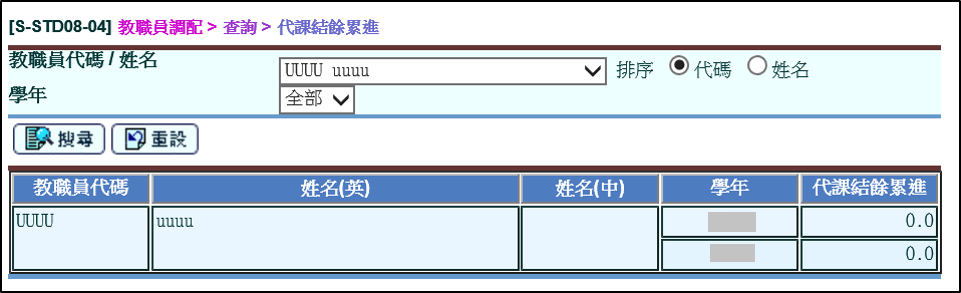 [S-STD08-04] 教職員調配 > 查詢 > 代課結餘累進
教職員代碼 / 姓名 UUUU uuuu 排序 代碼 姓名
學年 全部
搜尋 重設
教職員代碼 姓名(英) 姓名(中) 學年 代課結餘累進
UUUU uuuu 0.0
0.0